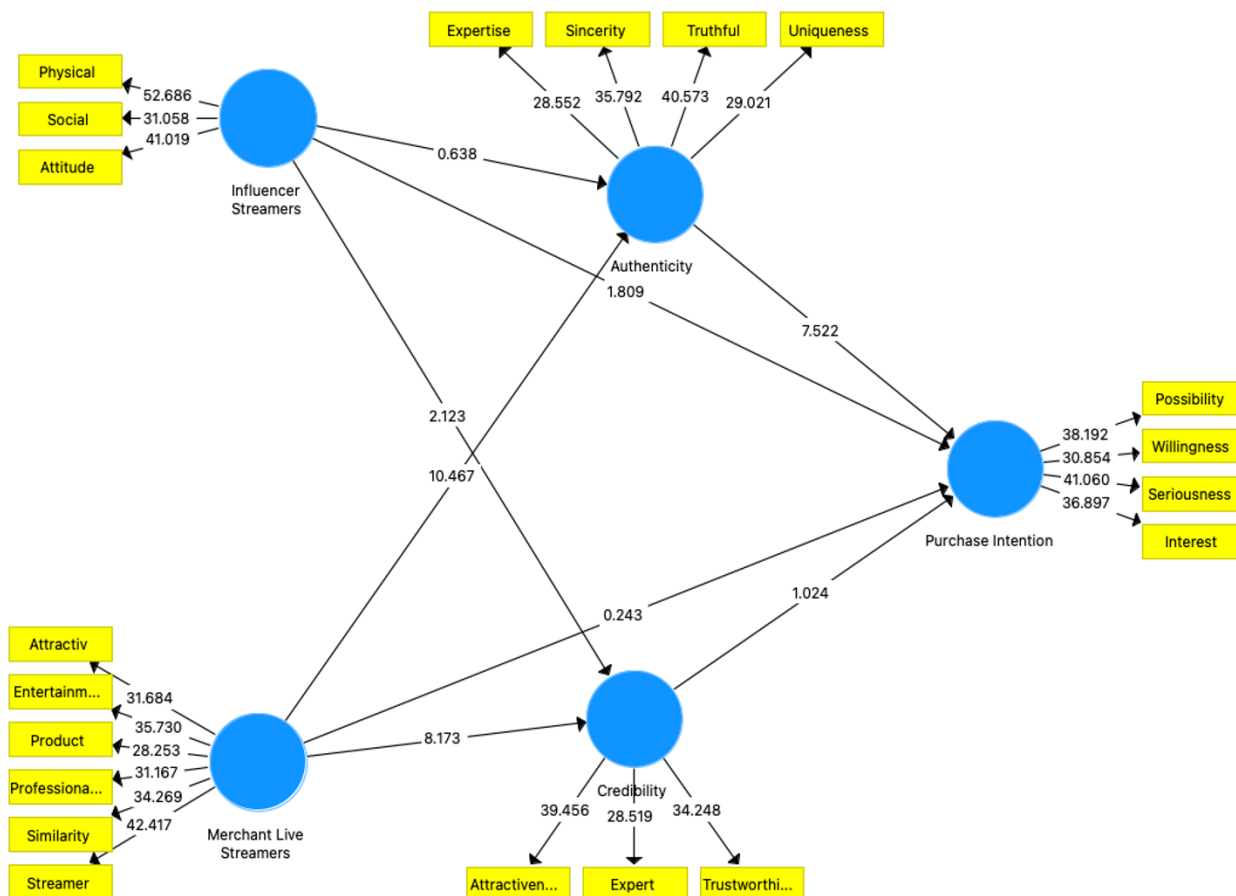 Expertise
Sincerity
Truthful
Uniqueness
Physical
Social
Attitude
52.686
31.058
41.019
28.552
35.792
40.573
29.021
Influencer
Streamers
0.638
Authenticity
1.809
7.522
2.123
10.467
Possibility
Willingness
Seriousness
Interest
38.192
30.854
41.060
36.897
Purchase Intention
0.243
1.024
8.173
Attractiv
Entertainm...
Product
Professiona...
Similarity
Streamer
31.684
35.730
28.253
31.167
34.269
42.417
Merchant Live
Streamers
Credibility
39.456
28.519
34.248
Attractiven...
Expert
Trustworthi...